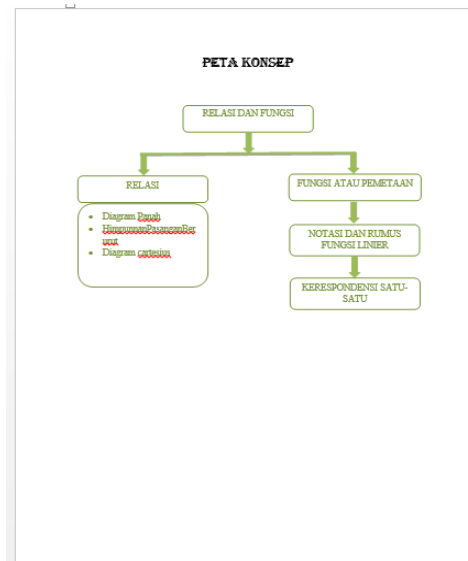 PETA KONSEP
RELASI DAN FUNGSI
RELASI
• Diagram Panah
• HimpunnanPasanganBer
urut
• Diagram cartesius
FUNGSI ATAU PEMETAAN
NOTASI DAN RUMUS
FUNGSI LINIER
KERESPONDENSI SATU-
SATU